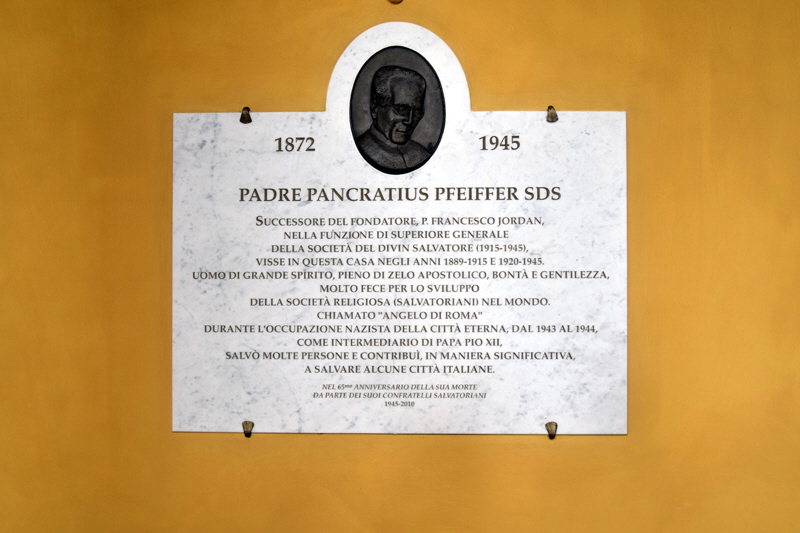 1872 1945
PADRE PANCRATIUS PFEIFFER SDS
SUCCESSORE DEL FONDATORE, P. FRANCESCO JORDAN,
NELLA FUNZIONE DI SUPERIORE GENERALE
DELLA SOCIETÀ DEL DIVIN SALVATORE (1915-1945),
VISSE IN QUESTA CASA NEGLI ANNI 1889-1915 E 1920-1945.
UOMO DI GRANDE SPIRITO, PIENO DI ZELO APOSTOLICO, BONTÀ E GENTILEZZA,
MOLTO FECE PER LO SVILUPPO
DELLA SOCIETÀ RELIGIOSA (SALVATORIANI) NEL MONDO.
CHIAMATO "ANGELO DI ROMA"
DURANTE L'OCCUPAZIONE NAZISTA DELLA CITTÀ ETERNA, DAL 1943 AL 1944,
COME INTERMEDIARIO DI PAPA PIO XII,
SALVÒ MOLTE PERSONE E CONTRIBUÌ, IN MANIERA SIGNIFICATIVA,
A SALVARE ALCUNE CITTÀ ITALIANE.
NEL 65mo ANNIVERSARIO DELLA SUA MORTE
DA PARTE DEI SUOI CONFRATELLI SALVATORIANI
1945-2010